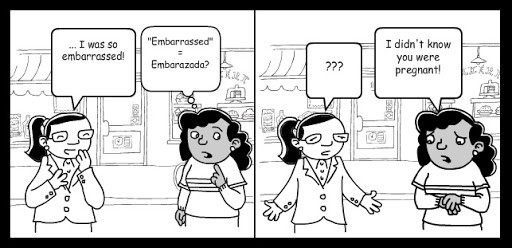 ... I was so
embarrassed!
"Embarrassed"
=
Embarazada?
???
I didn't know
you were
pregnant!